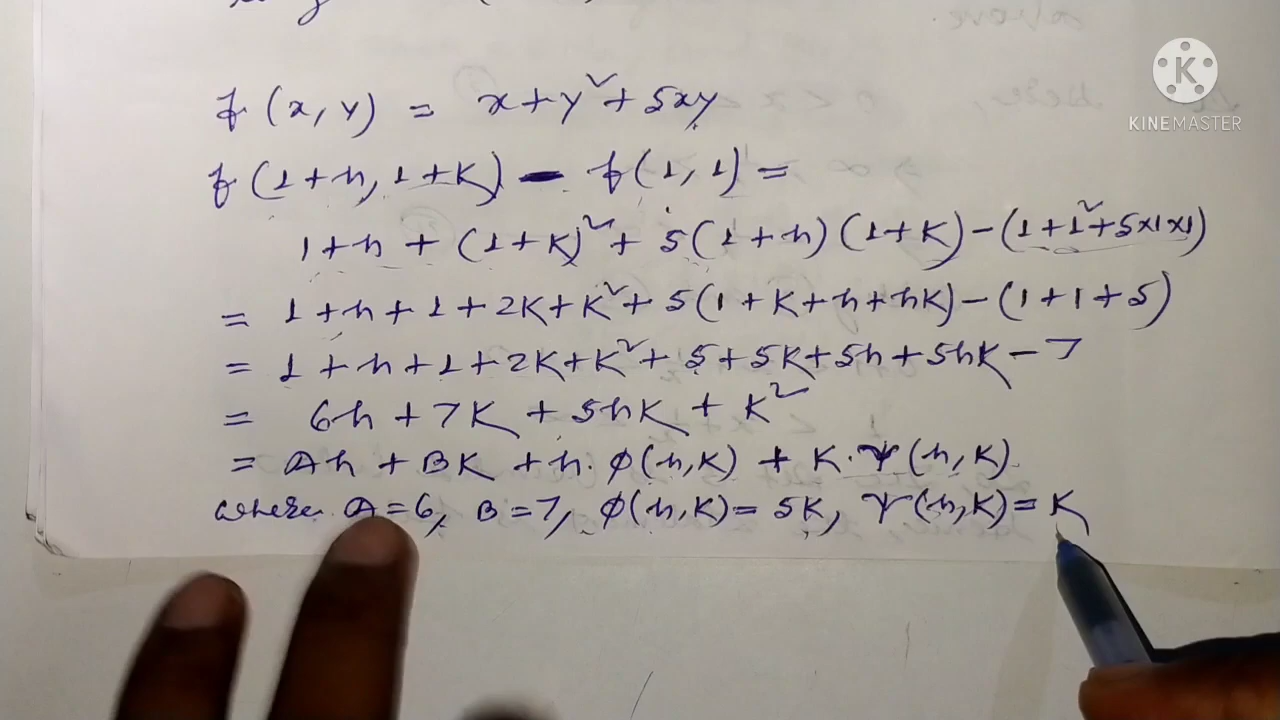 above.
K
KINEMASTER
f(x, y) = x + y² + 5xy
f(1+h, 1+K) - f(1, 1) =
1+h + (1+K)² + 5(1+h)(1+K) - (1+1²+5×1×1)
= 1+h+1+2K+K²+5(1+K+h+hK)-(1+1+5)
= 1+h+1+2K+K²+5+5K+5h+5hK-7
= 6h+7K+5hK+K²
= Ah+BK+h.φ(h,K)+K.Ψ(h,K).
where A=6, B=7, φ(h,K)=5K, Ψ(h,K)=K